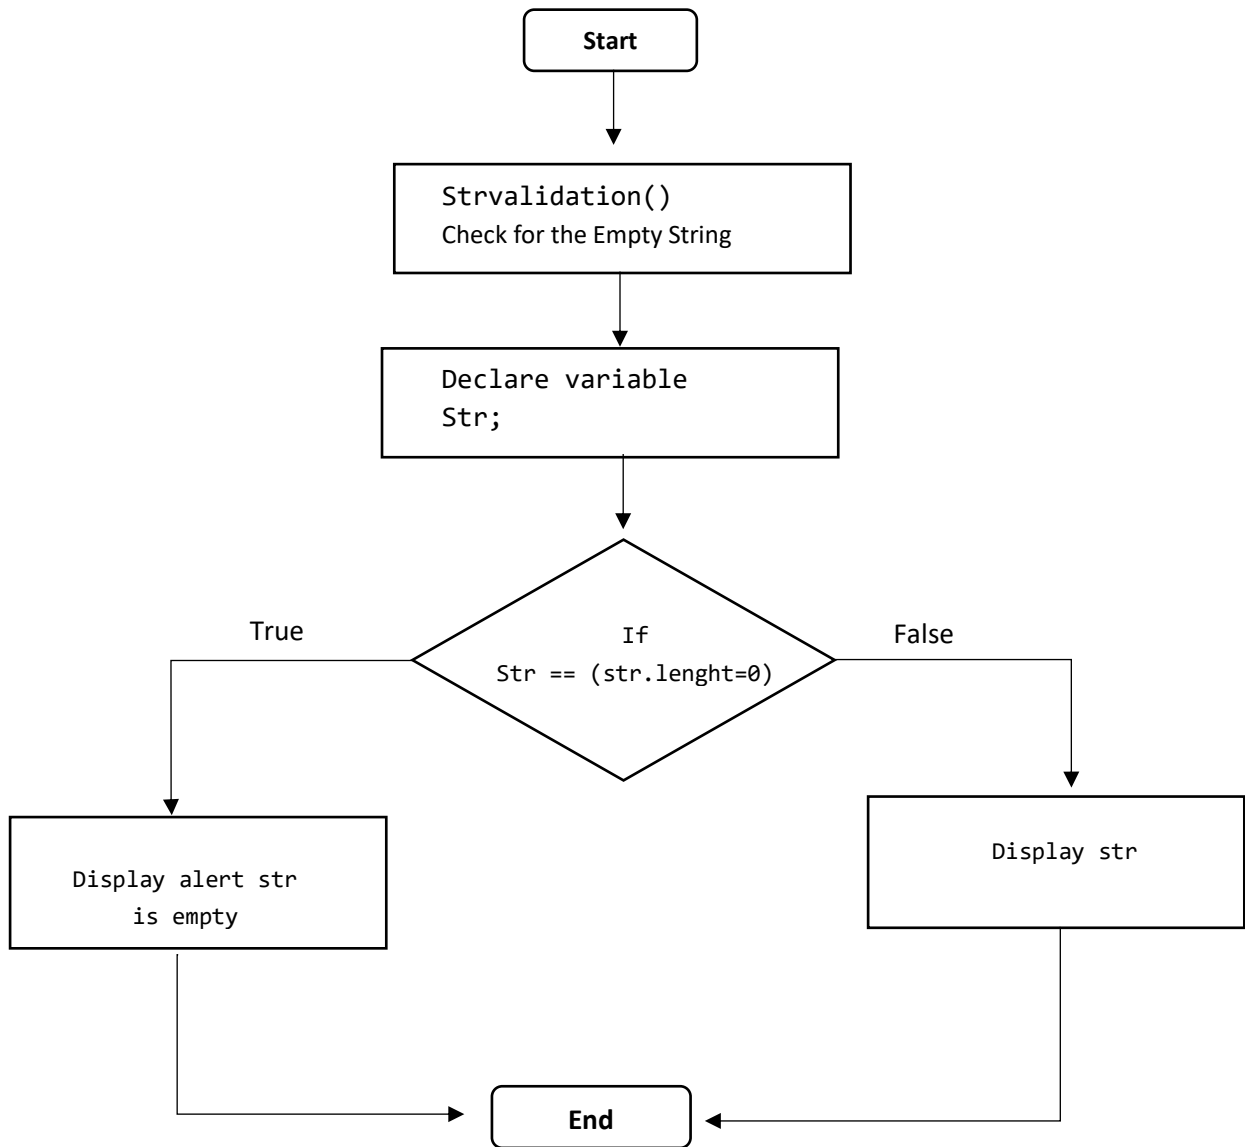 Start
Strvalidation()
Check for the Empty String
Declare variable
Str;
True
If
False
Str == (str.lenght=0)
Display alert str
is empty
Display str
End